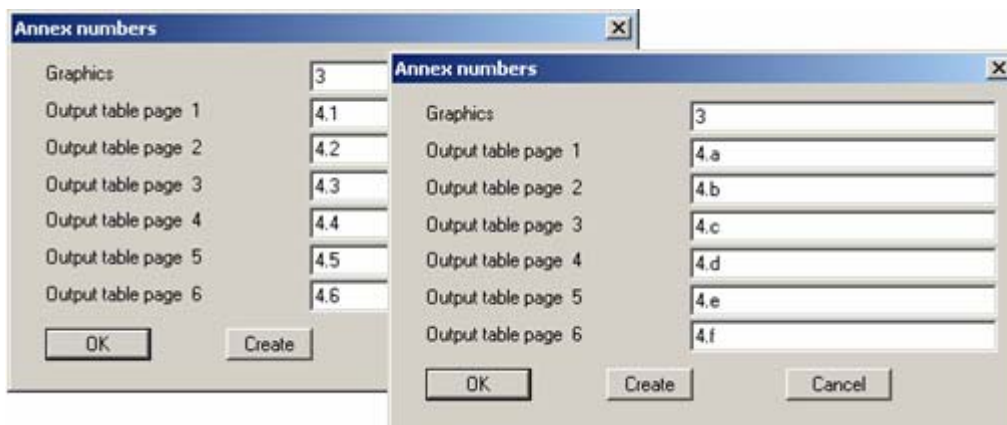 Annex numbers
Graphics 3
Output table page 1 4.1
Output table page 2 4.2
Output table page 3 4.3
Output table page 4 4.4
Output table page 5 4.5
Output table page 6 4.6
OK Create
Annex numbers
Graphics 3
Output table page 1 4.a
Output table page 2 4.b
Output table page 3 4.c
Output table page 4 4.d
Output table page 5 4.e
Output table page 6 4.f
OK Create Cancel